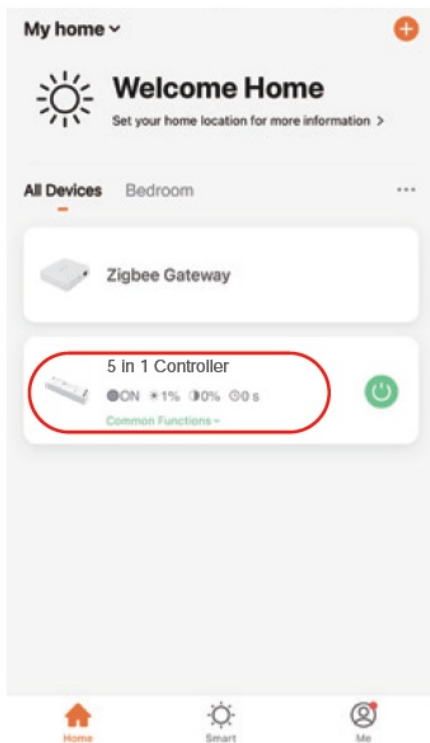 My home
Welcome Home
Set your home location for more information >
All Devices Bedroom ...
Zigbee Gateway
5 in 1 Controller
ON 1% 0% 0 s
Common Functions
Home Smart Me